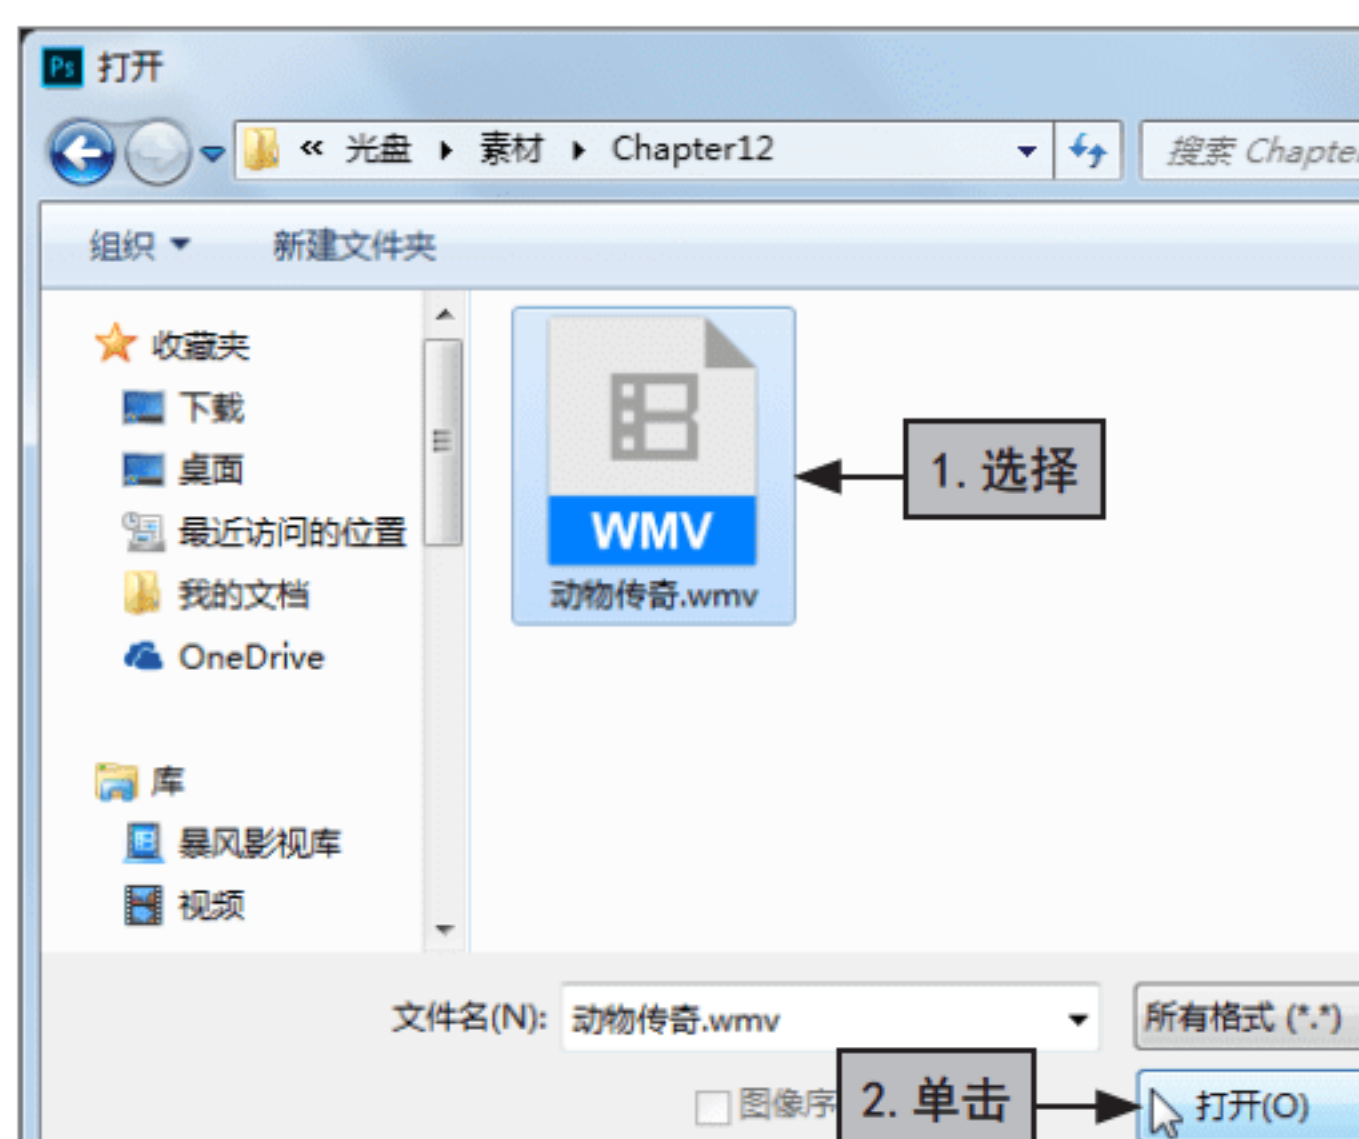 Ps 打开
« 光盘 ▸ 素材 ▸ Chapter12
搜索 Chapter
组织 新建文件夹
收藏夹
下载
桌面
最近访问的位置
我的文档
OneDrive
库
暴风影视库
视频
WMV
动物传奇.wmv
1. 选择
文件名(N): 动物传奇.wmv 所有格式 (*.*)
图像序
2. 单击
打开(O)